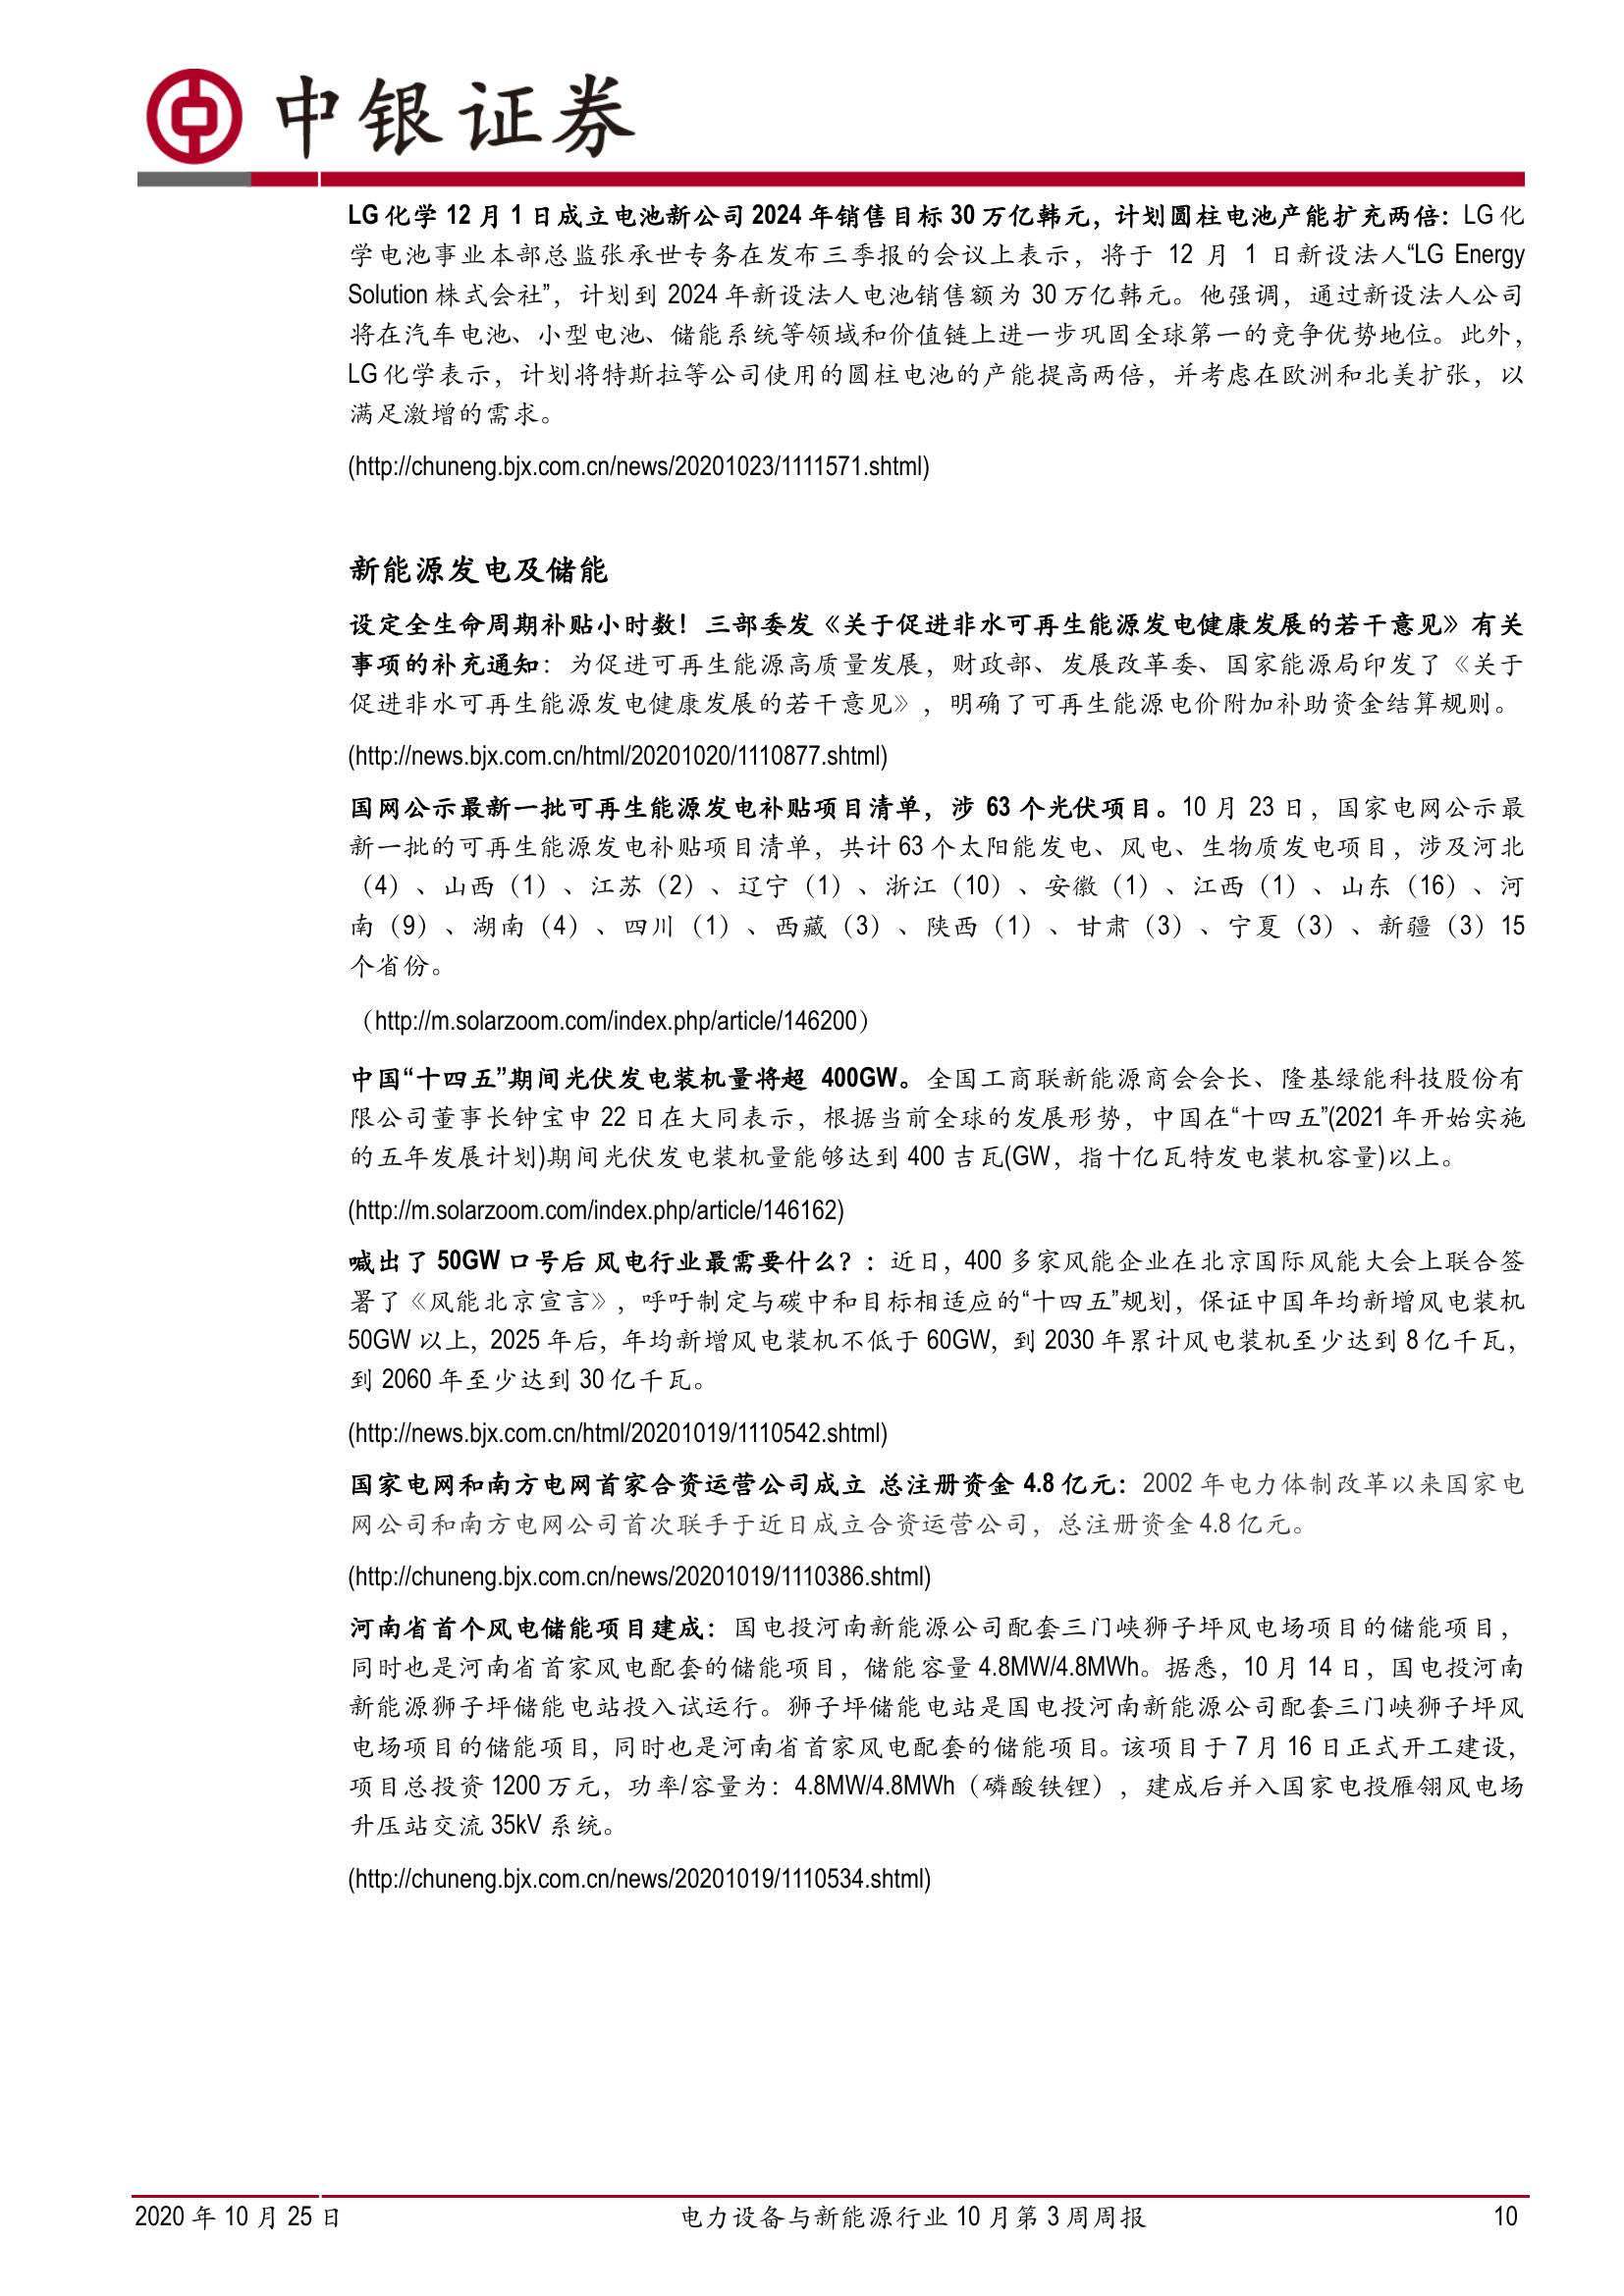 中银证券
LG化学 12 月 1 日成立电池新公司 2024 年销售目标 30 万亿韩元，计划圆柱电池产能扩充两倍：LG化
学电池事业本部总监张承世专务在发布三季报的会议上表示，将于 12 月 1 日新设法人“LG Energy
Solution 株式会社”，计划到 2024 年新设法人电池销售额为 30 万亿韩元。他强调，通过新设法人公司
将在汽车电池、小型电池、储能系统等领域和价值链上进一步巩固全球第一的竞争优势地位。此外，
LG化学表示，计划将特斯拉等公司使用的圆柱电池的产能提高两倍，并考虑在欧洲和北美扩张，以
满足激增的需求。
(http://chuneng.bjx.com.cn/news/20201023/1111571.shtml)
新能源发电及储能
设定全生命周期补贴小时数！三部委发《关于促进非水可再生能源发电健康发展的若干意见》有关
事项的补充通知：为促进可再生能源高质量发展，财政部、发展改革委、国家能源局印发了《关于
促进非水可再生能源发电健康发展的若干意见》，明确了可再生能源电价附加补助资金结算规则。
(http://news.bjx.com.cn/html/20201020/1110877.shtml)
国网公示最新一批可再生能源发电补贴项目清单，涉 63 个光伏项目。10 月 23 日，国家电网公示最
新一批的可再生能源发电补贴项目清单，共计 63 个太阳能发电、风电、生物质发电项目，涉及河北
（4）、山西（1）、江苏（2）、辽宁（1）、浙江（10）、安徽（1）、江西（1）、山东（16）、河
南（9）、湖南（4）、四川（1）、西藏（3）、陕西（1）、甘肃（3）、宁夏（3）、新疆（3）15
个省份。
（http://m.solarzoom.com/index.php/article/146200）
中国“十四五”期间光伏发电装机量将超 400GW。全国工商联新能源商会会长、隆基绿能科技股份有
限公司董事长钟宝申 22 日在大同表示，根据当前全球的发展形势，中国在“十四五”(2021 年开始实施
的五年发展计划)期间光伏发电装机量能够达到 400 吉瓦(GW，指十亿瓦特发电装机容量)以上。
(http://m.solarzoom.com/index.php/article/146162)
喊出了 50GW 口号后 风电行业最需要什么？：近日，400 多家风能企业在北京国际风能大会上联合签
署了《风能北京宣言》，呼吁制定与碳中和目标相适应的“十四五”规划，保证中国年均新增风电装机
50GW 以上，2025 年后，年均新增风电装机不低于 60GW，到 2030 年累计风电装机至少达到 8 亿千瓦，
到 2060 年至少达到 30 亿千瓦。
(http://news.bjx.com.cn/html/20201019/1110542.shtml)
国家电网和南方电网首家合资运营公司成立 总注册资金 4.8 亿元：2002 年电力体制改革以来国家电
网公司和南方电网公司首次联手于近日成立合资运营公司，总注册资金 4.8 亿元。
(http://chuneng.bjx.com.cn/news/20201019/1110386.shtml)
河南省首个风电储能项目建成：国电投河南新能源公司配套三门峡狮子坪风电场项目的储能项目，
同时也是河南省首家风电配套的储能项目，储能容量 4.8MW/4.8MWh。据悉，10 月 14 日，国电投河南
新能源狮子坪储能电站投入试运行。狮子坪储能电站是国电投河南新能源公司配套三门峡狮子坪风
电场项目的储能项目，同时也是河南省首家风电配套的储能项目。该项目于 7 月 16 日正式开工建设，
项目总投资 1200 万元，功率/容量为：4.8MW/4.8MWh（磷酸铁锂），建成后并入国家电投雁翎风电场
升压站交流 35kV 系统。
(http://chuneng.bjx.com.cn/news/20201019/1110534.shtml)
2020 年 10 月 25 日 电力设备与新能源行业 10 月第 3 周周报 10